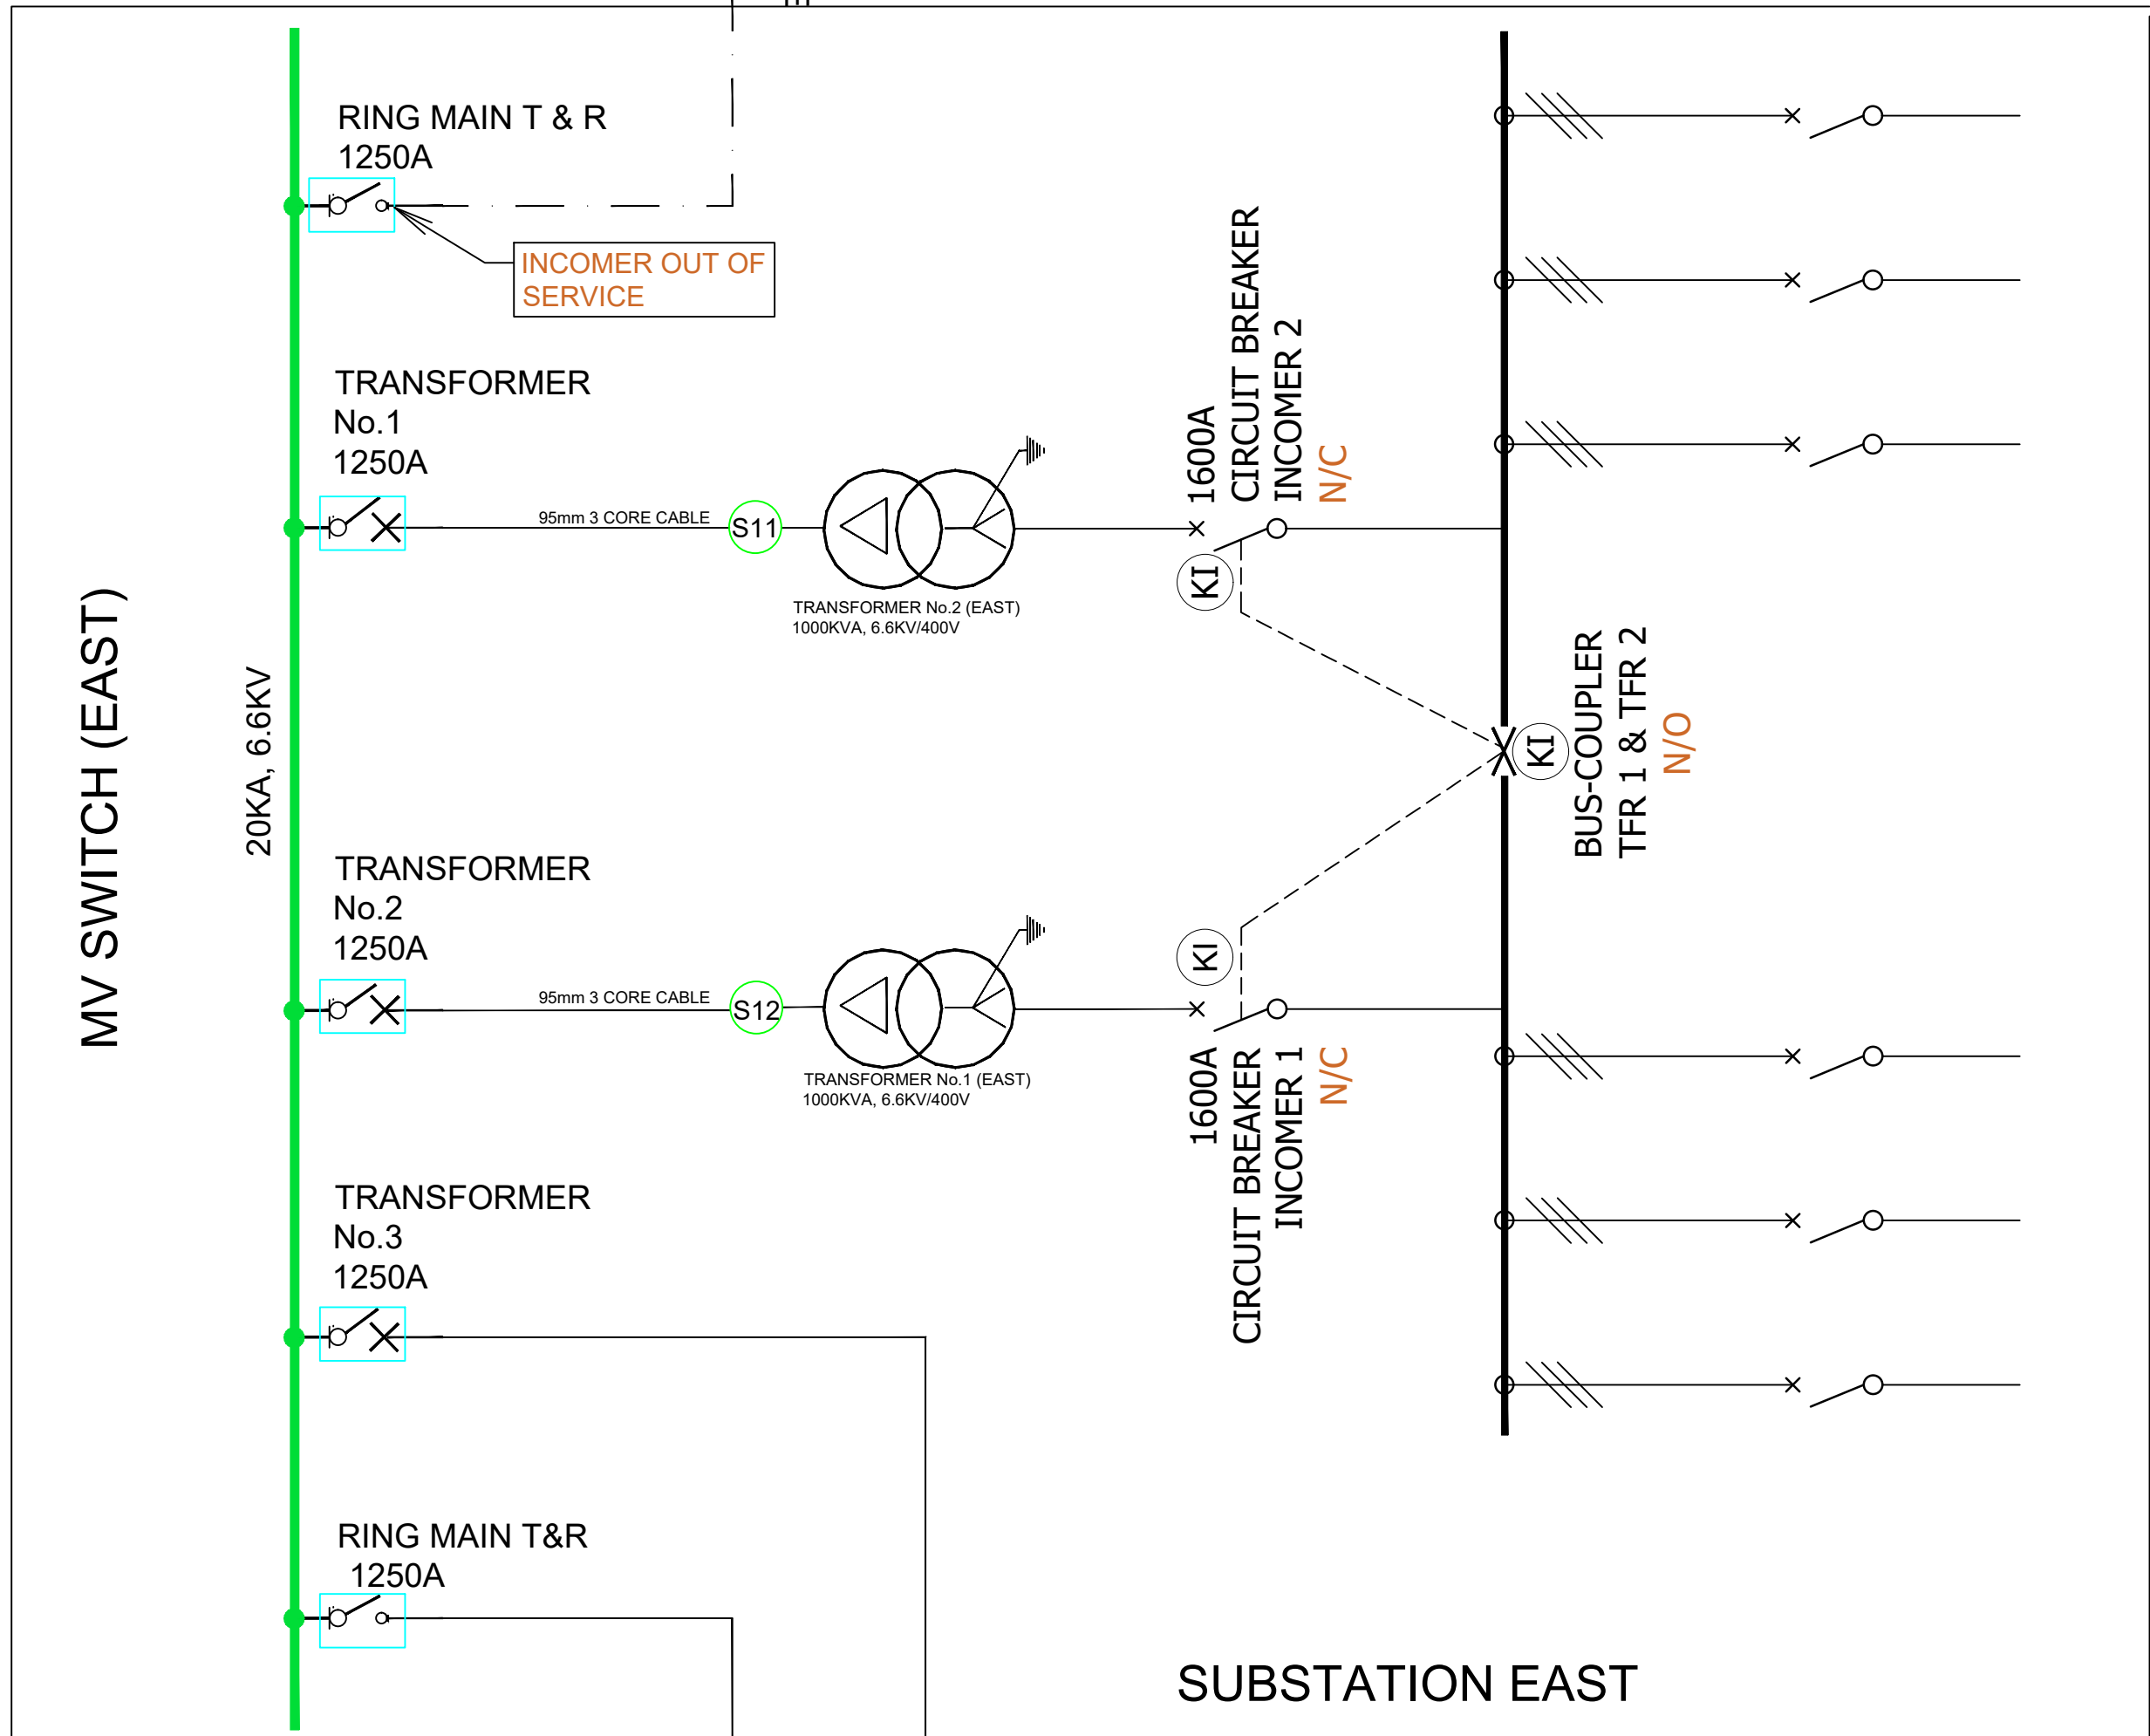 RING MAIN T & R
1250A
INCOMER OUT OF
SERVICE
TRANSFORMER
No.1
1250A
95mm 3 CORE CABLE
S11
TRANSFORMER No.2 (EAST)
1000KVA, 6.6KV/400V
1600A
CIRCUIT BREAKER
INCOMER 2
N/C
KI
MV SWITCH (EAST)
20KA, 6.6KV
KI
BUS-COUPLER
TFR 1 & TFR 2
N/O
TRANSFORMER
No.2
1250A
95mm 3 CORE CABLE
S12
TRANSFORMER No.1 (EAST)
1000KVA, 6.6KV/400V
KI
1600A
CIRCUIT BREAKER
INCOMER 1
N/C
TRANSFORMER
No.3
1250A
RING MAIN T&R
1250A
SUBSTATION EAST